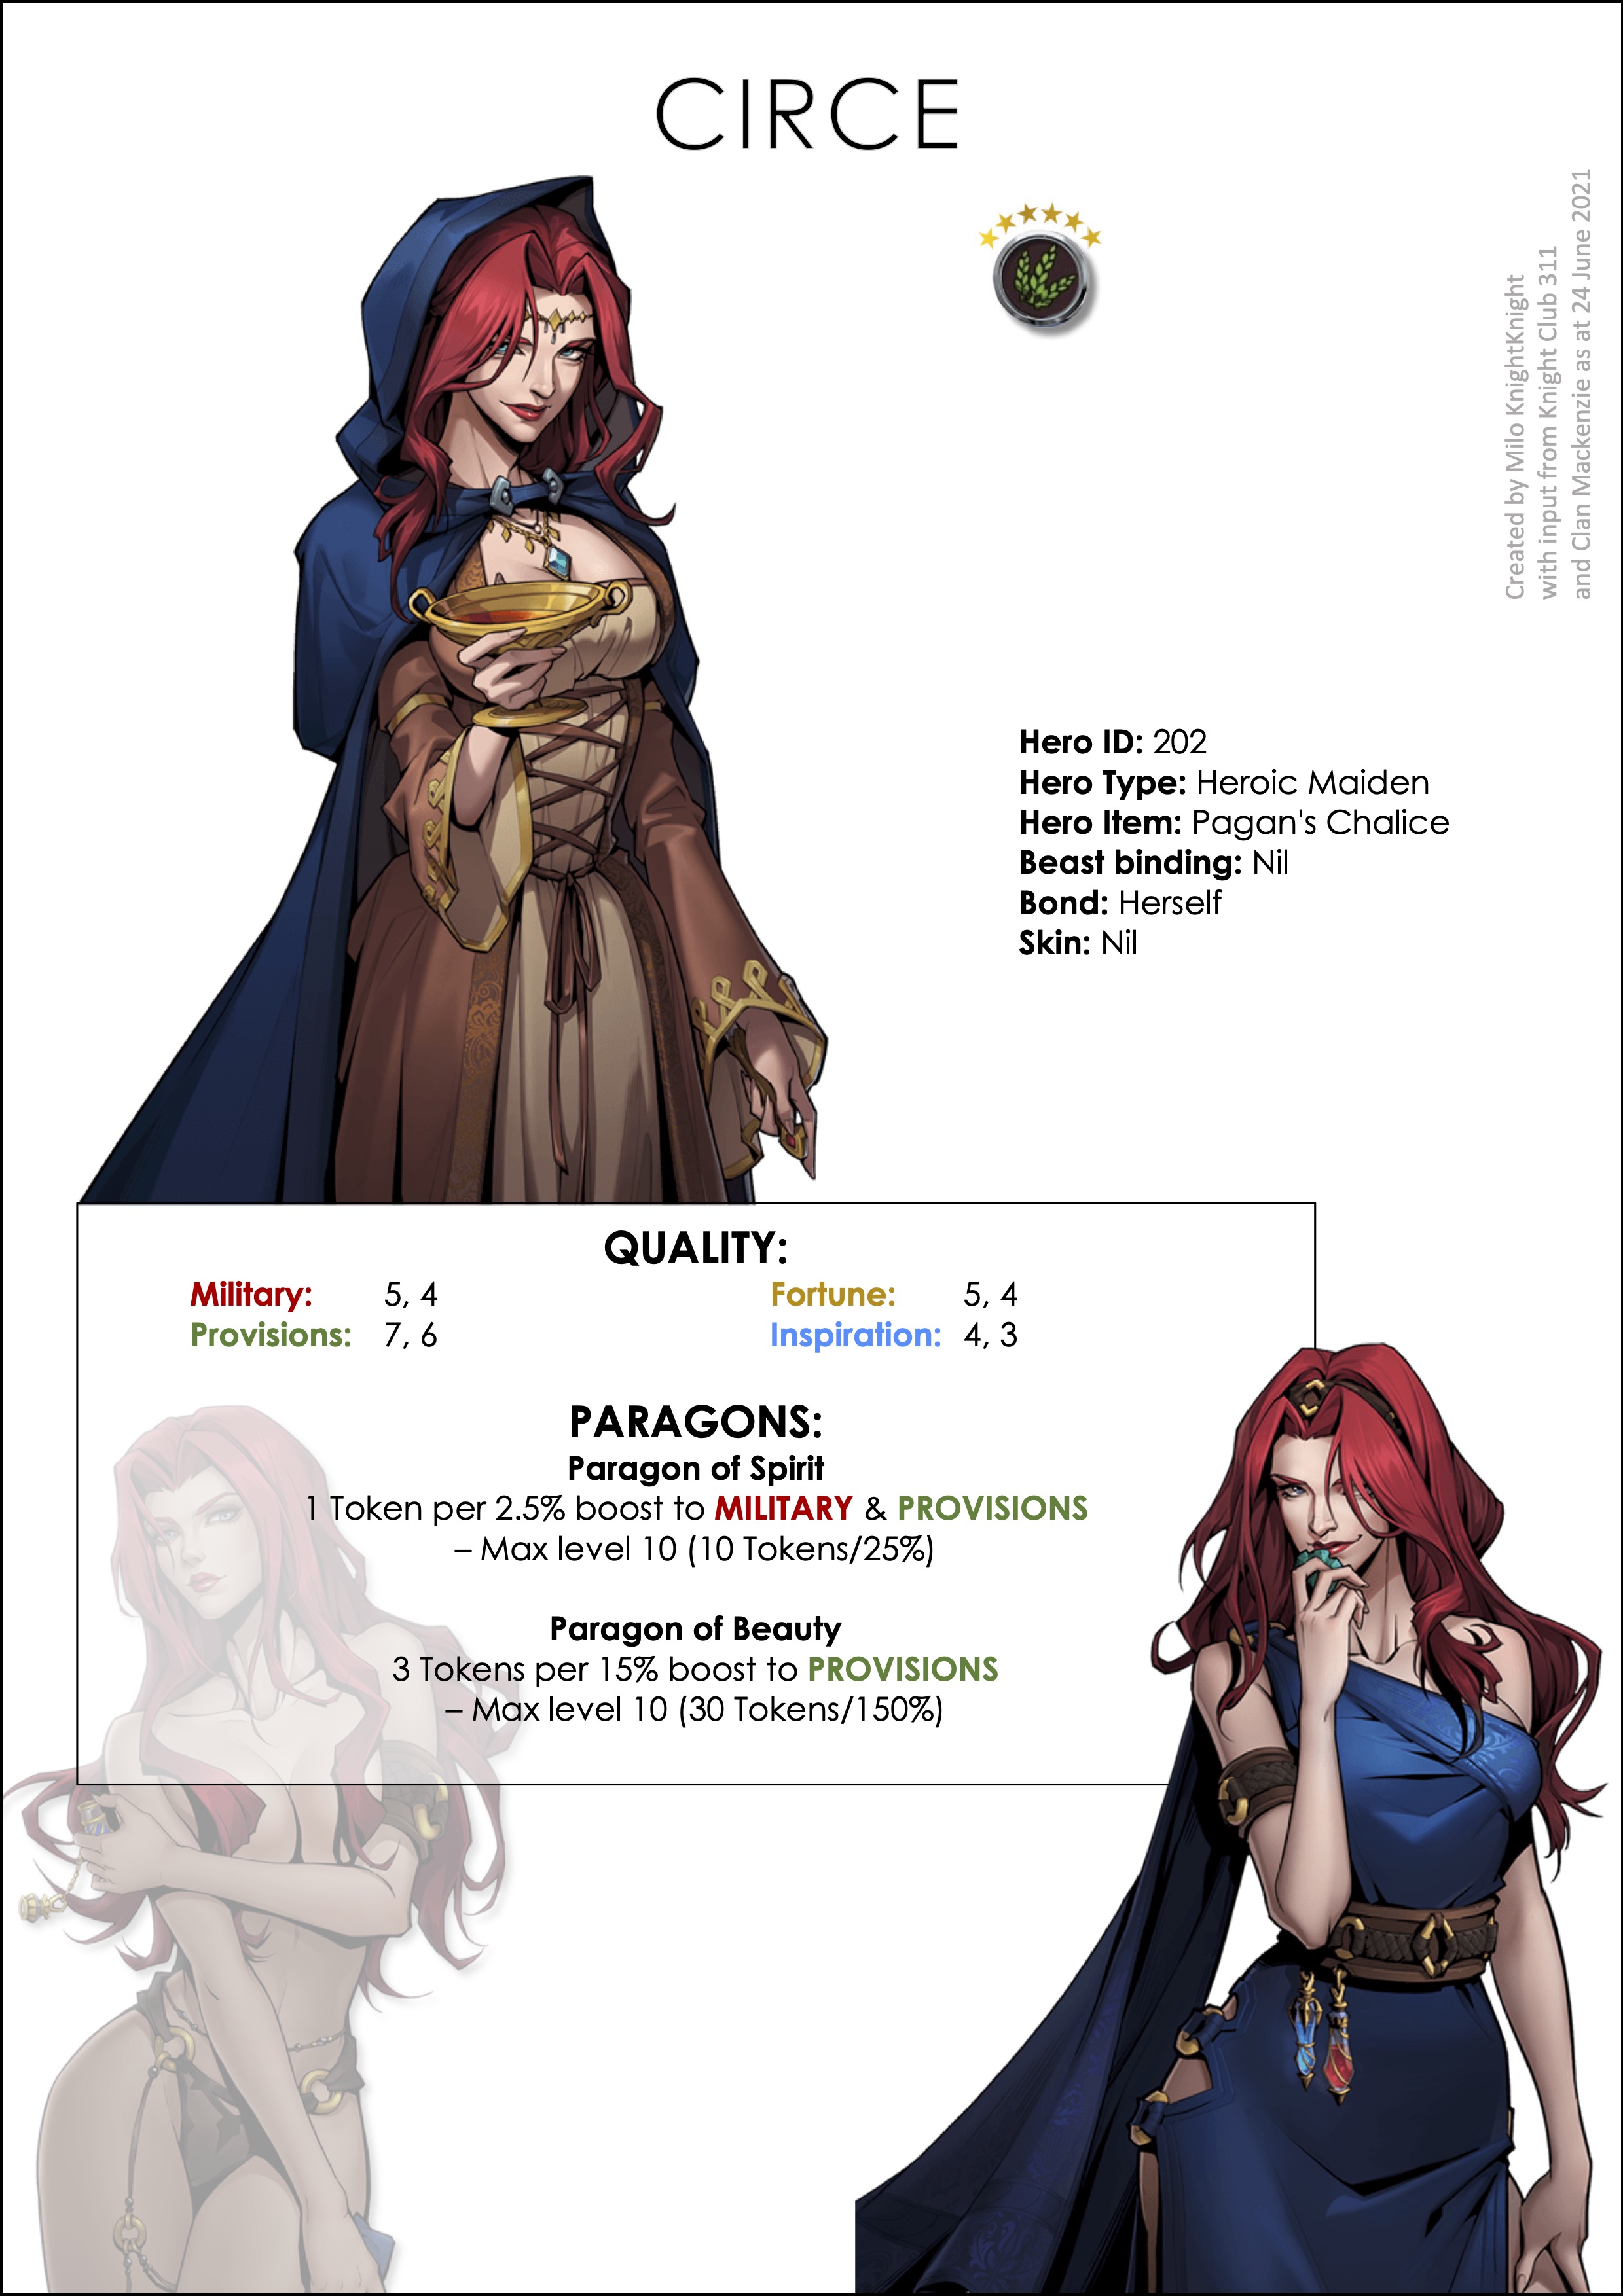 CIRCE
Created by Milo KnightKnight
with input from Knight Club 311
and Clan Mackenzie as at 24 June 2021
Hero ID: 202
Hero Type: Heroic Maiden
Hero Item: Pagan's Chalice
Beast binding: Nil
Bond: Herself
Skin: Nil
QUALITY:
Military: 5, 4 Fortune: 5, 4
Provisions: 7, 6 Inspiration: 4, 3
PARAGONS:
Paragon of Spirit
1 Token per 2.5% boost to MILITARY & PROVISIONS
– Max level 10 (10 Tokens/25%)
Paragon of Beauty
3 Tokens per 15% boost to PROVISIONS
– Max level 10 (30 Tokens/150%)